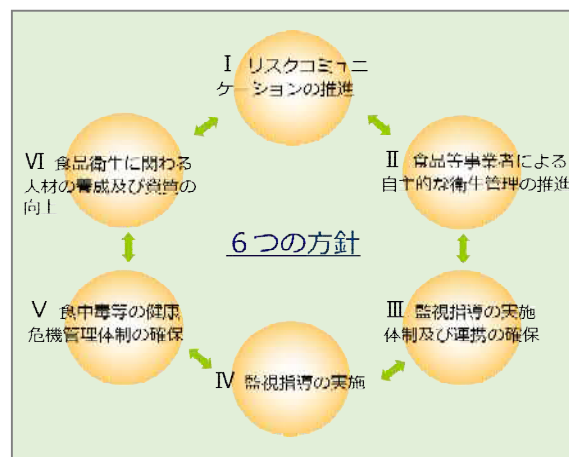 Ⅰ リスクコミュニ
ケーションの推進
Ⅱ 食品等事業者による
自主的な衛生管理の推進
Ⅲ 監視指導の実施
体制及び連携の確保
Ⅳ 監視指導の実施
Ⅴ 食中毒等の健康
危機管理体制の確保
Ⅵ 食品衛生に関わる
人材の養成及び資質の
向上
6つの方針